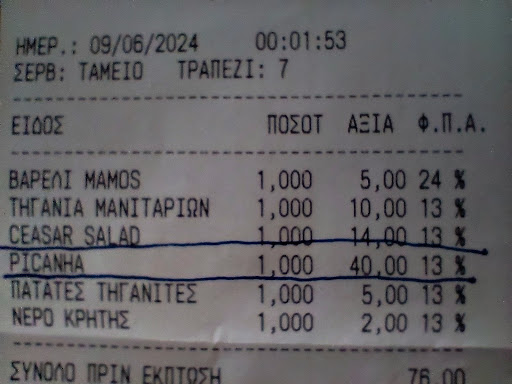 ΗΜΕΡ.: 09/06/2024 00:01:53
ΣΕΡΒ: ΤΑΜΕΙΟ ΤΡΑΠΕΖΙ: 7
ΕΙΔΟΣ ΠΟΣΟΤ ΑΞΙΑ Φ.Π.Α.
ΒΑΡΕΛΙ MAMOS 1,000 5,00 24 %
ΤΗΓΑΝΙΑ ΜΑΝΙΤΑΡΙΩΝ 1,000 10,00 13 %
CEASAR SALAD 1,000 14,00 13 %
PICANHA 1,000 40,00 13 %
ΠΑΤΑΤΕΣ ΤΗΓΑΝΙΤΕΣ 1,000 5,00 13 %
ΝΕΡΟ ΚΡΗΤΗΣ 1,000 2,00 13 %
ΣΥΝΟΛΟ ΠΡΙΝ ΕΚΠΤΩΣΗ 76,00